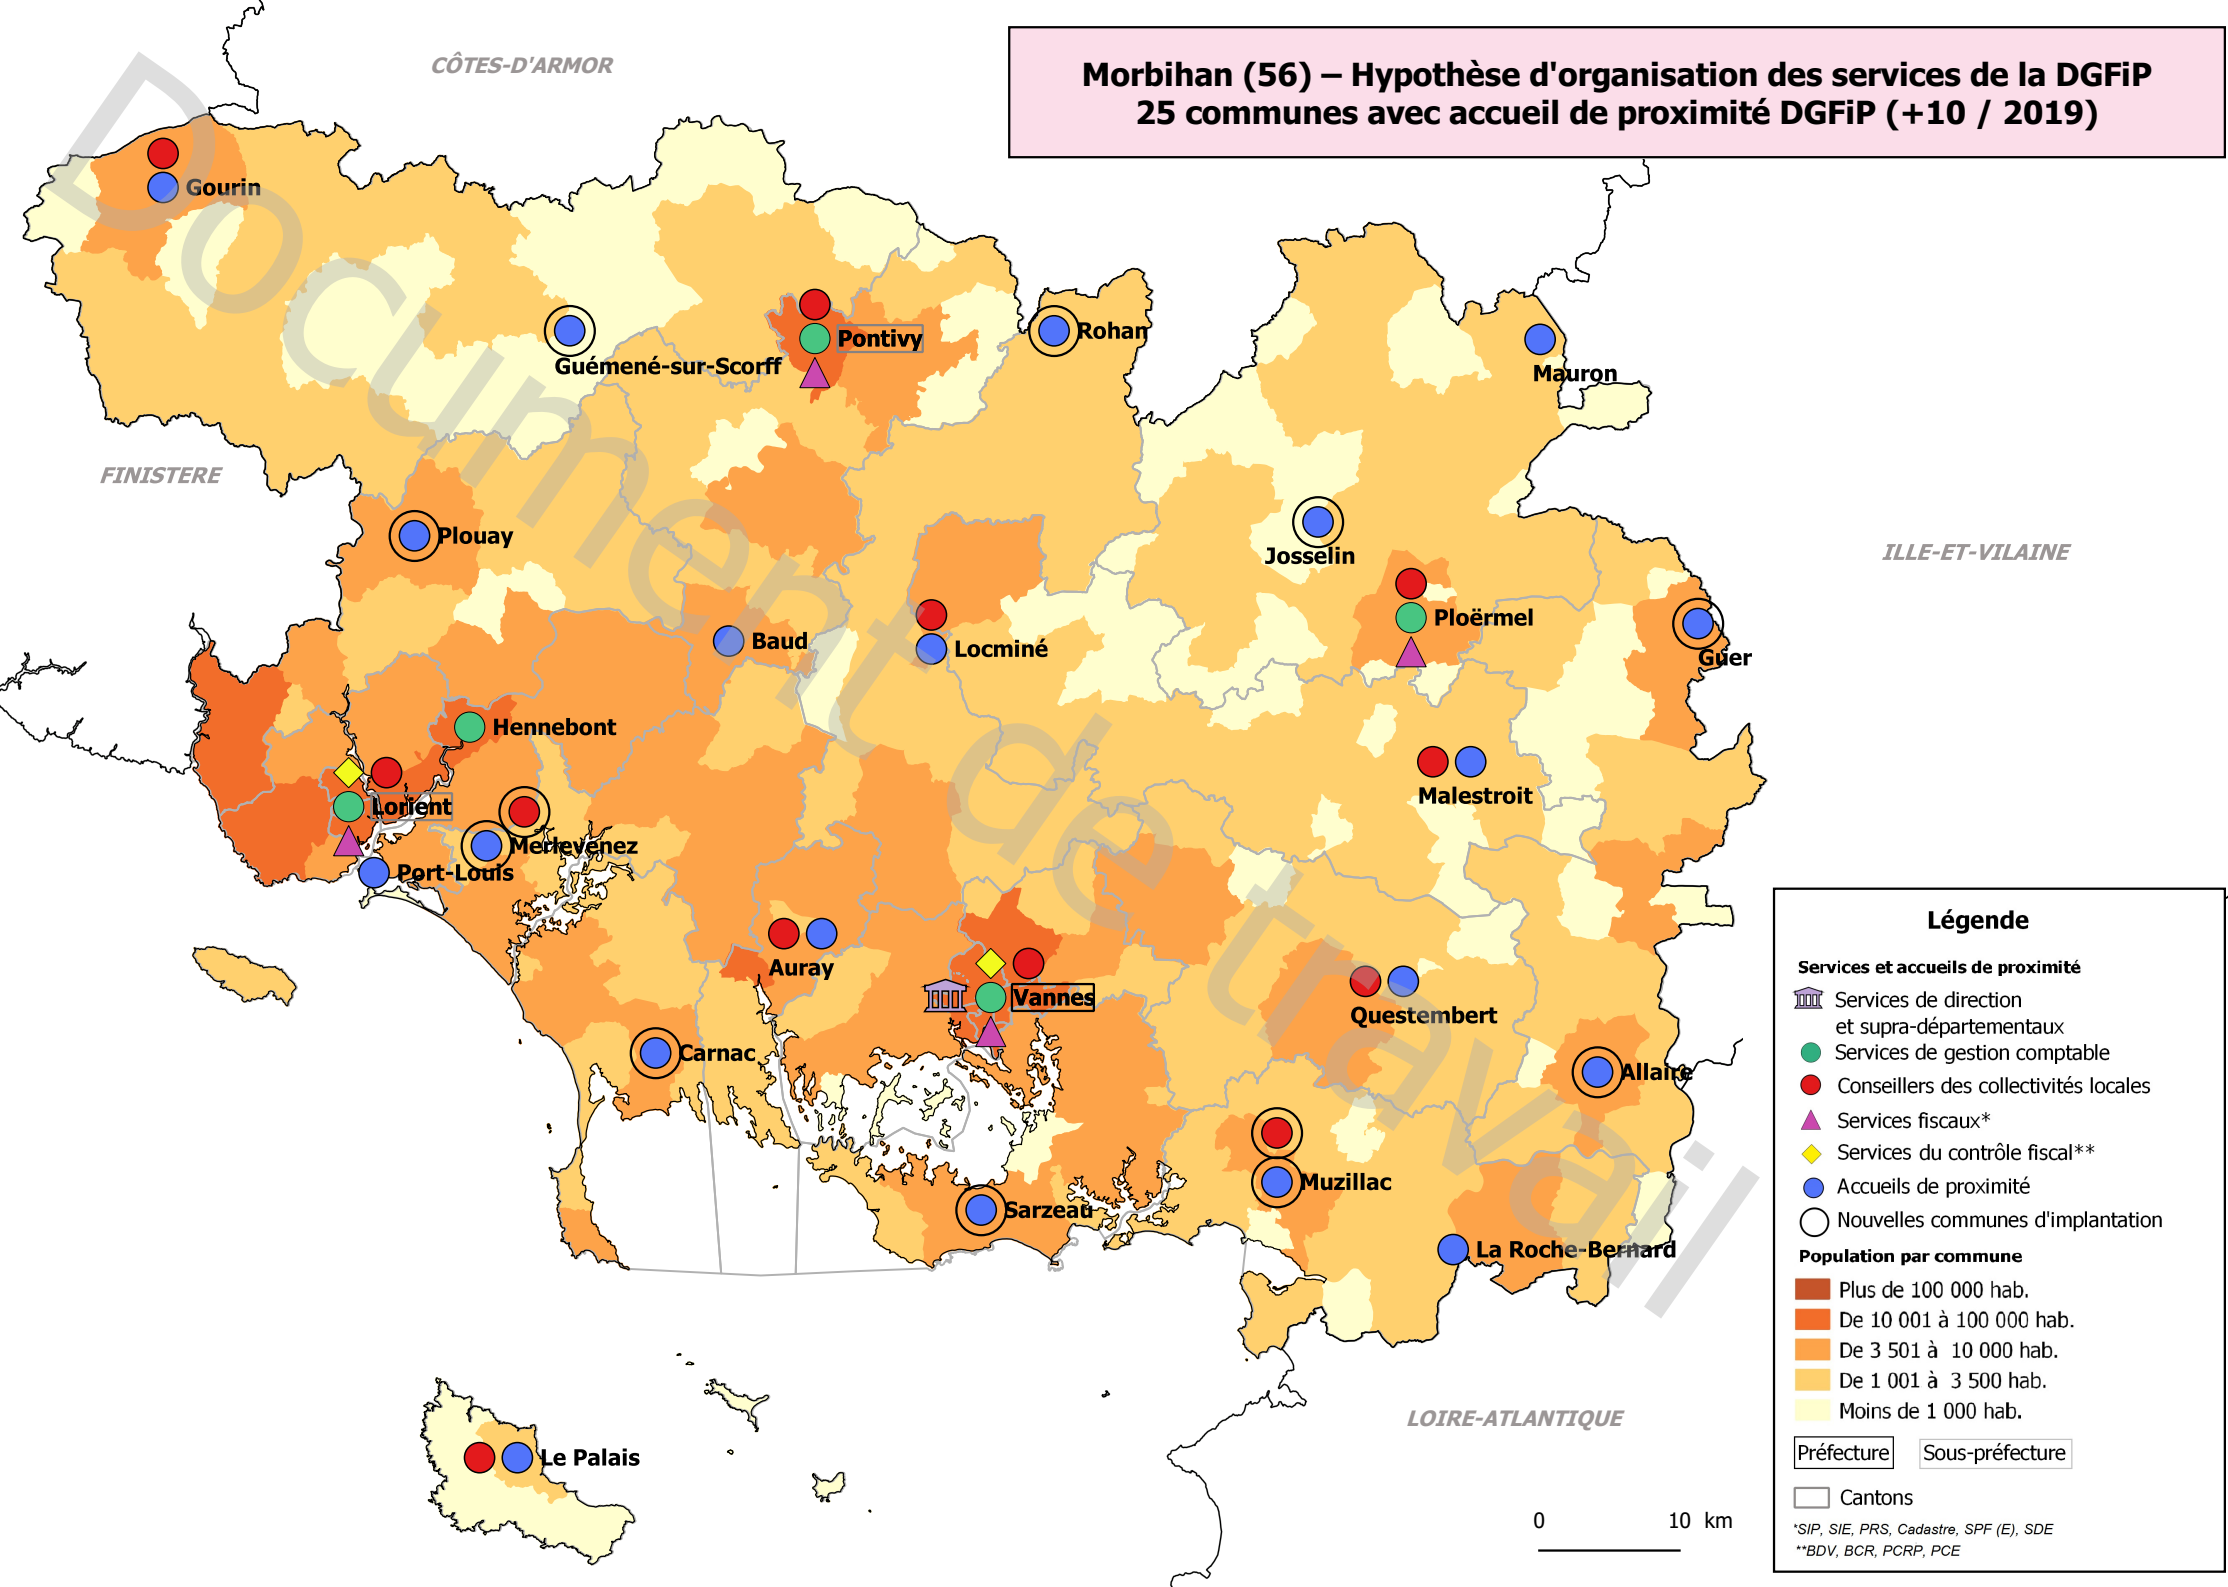 CÔTES-D'ARMOR
Morbihan (56) – Hypothèse d'organisation des services de la DGFiP
25 communes avec accueil de proximité DGFiP (+10 / 2019)
Gourin
Pontivy
Rohan
Guémené-sur-Scorff
Mauron
FINISTERE
Plouay
Josselin
ILLE-ET-VILAINE
Ploërmel
Baud
Locminé
Guer
Hennebont
Malestroit
Lorient
Merlevenez
Port-Louis
Auray
Vannes
Questembert
Carnac
Allaire
Muzillac
Sarzeau
La Roche-Bernard
LOIRE-ATLANTIQUE
Le Palais
0 10 km
Document de travail
Légende
Services et accueils de proximité
Services de direction
et supra-départementaux
Services de gestion comptable
Conseillers des collectivités locales
Services fiscaux*
Services du contrôle fiscal**
Accueils de proximité
Nouvelles communes d'implantation
Population par commune
Plus de 100 000 hab.
De 10 001 à 100 000 hab.
De 3 501 à 10 000 hab.
De 1 001 à 3 500 hab.
Moins de 1 000 hab.
Préfecture Sous-préfecture
Cantons
*SIP, SIE, PRS, Cadastre, SPF (E), SDE
**BDV, BCR, PCRP, PCE